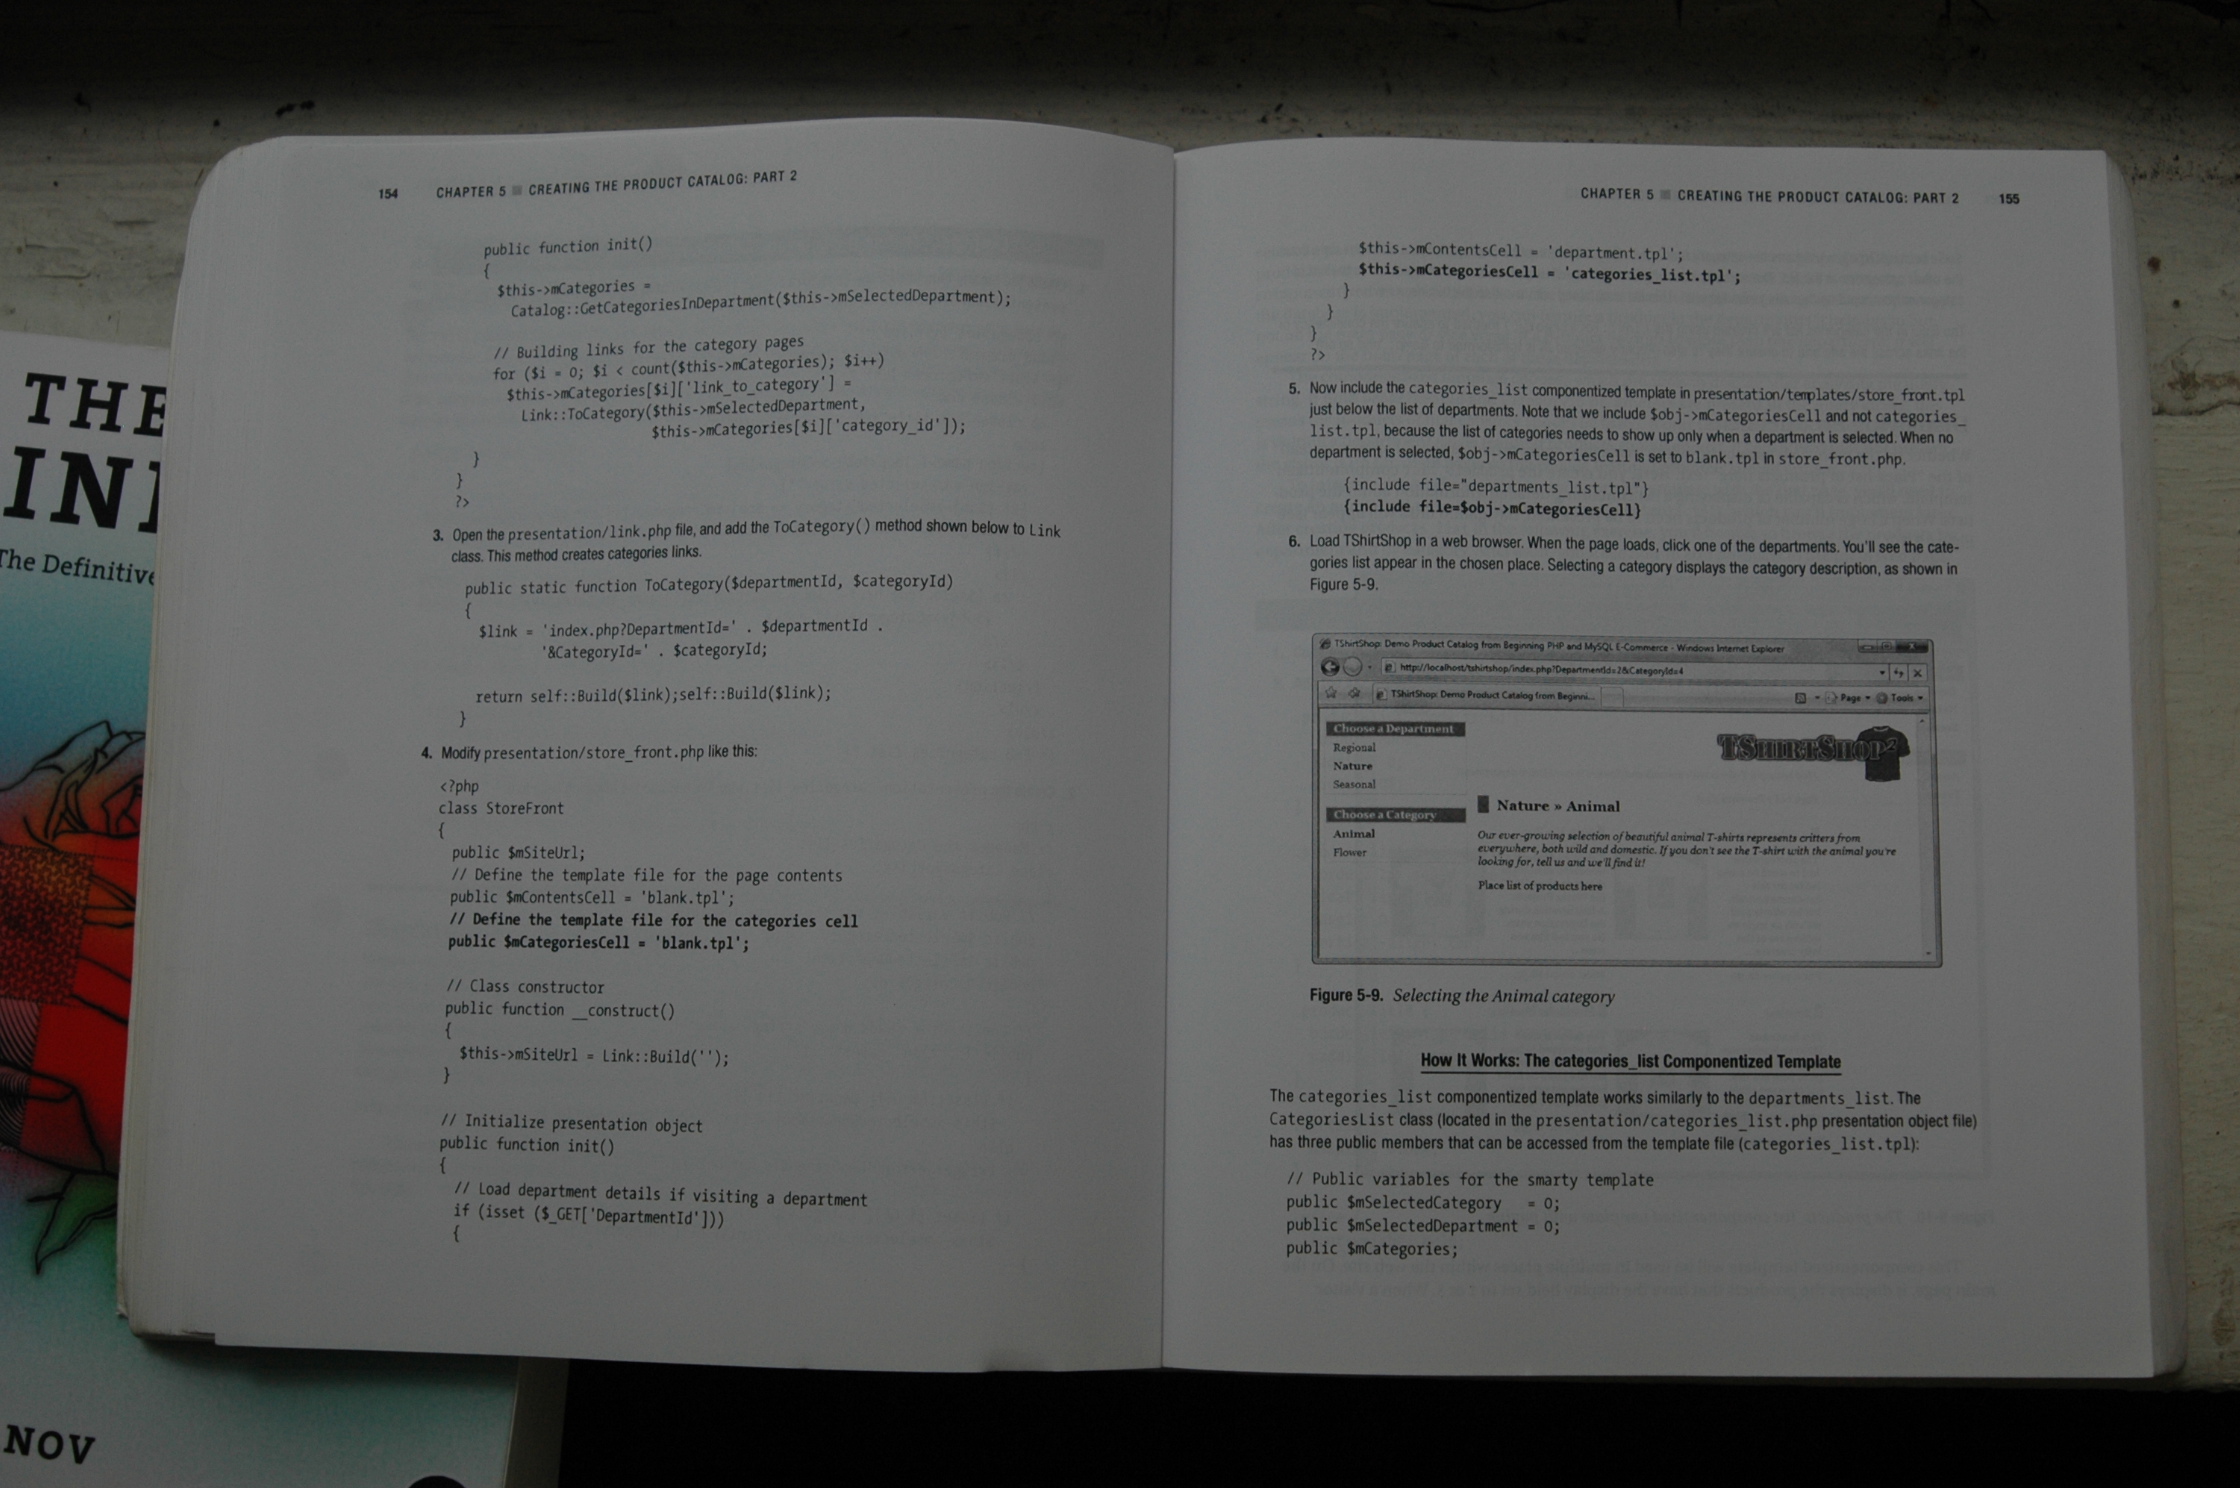 THE
INI
The Definitive
NOV
154 CHAPTER 5 ■ CREATING THE PRODUCT CATALOG: PART 2
public function init()
{
$this->mCategories =
Catalog::GetCategoriesInDepartment($this->mSelectedDepartment);
// Building links for the category pages
for ($i = 0; $i < count($this->mCategories); $i++)
$this->mCategories[$i]['link_to_category'] =
Link::ToCategory($this->mSelectedDepartment,
$this->mCategories[$i]['category_id']);
}
}
?>
3. Open the presentation/link.php file, and add the ToCategory() method shown below to Link
class. This method creates categories links.
public static function ToCategory($departmentId, $categoryId)
{
$link = 'index.php?DepartmentId=' . $departmentId .
'&CategoryId=' . $categoryId;
return self::Build($link);self::Build($link);
}
4. Modify presentation/store_front.php like this:
<?php
class StoreFront
{
public $mSiteUrl;
// Define the template file for the page contents
public $mContentsCell = 'blank.tpl';
// Define the template file for the categories cell
public $mCategoriesCell = 'blank.tpl';
// Class constructor
public function __construct()
{
$this->mSiteUrl = Link::Build('');
}
// Initialize presentation object
public function init()
{
// Load department details if visiting a department
if (isset ($_GET['DepartmentId']))
{
CHAPTER 5 ■ CREATING THE PRODUCT CATALOG: PART 2 155
$this->mContentsCell = 'department.tpl';
$this->mCategoriesCell = 'categories_list.tpl';
}
}
}
?>
5. Now include the categories_list componentized template in presentation/templates/store_front.tpl
just below the list of departments. Note that we include $obj->mCategoriesCell and not categories_
list.tpl, because the list of categories needs to show up only when a department is selected. When no
department is selected, $obj->mCategoriesCell is set to blank.tpl in store_front.php.
{include file="departments_list.tpl"}
{include file=$obj->mCategoriesCell}
6. Load TShirtShop in a web browser. When the page loads, click one of the departments. You'll see the cate-
gories list appear in the chosen place. Selecting a category displays the category description, as shown in
Figure 5-9.
TShirtShop: Demo Product Catalog from Beginning PHP and MySQL E-Commerce - Windows Internet Explorer
http://localhost/tshirtshop/index.php?DepartmentId=2&CategoryId=4
TShirtShop: Demo Product Catalog from Beginni... Page Tools
Choose a Department
Regional
Nature
Seasonal
TShirtShop
Choose a Category
Animal
Flower
Nature » Animal
Our ever-growing selection of beautiful animal T-shirts represents critters from
everywhere, both wild and domestic. If you don't see the T-shirt with the animal you're
looking for, tell us and we'll find it!
Place list of products here
Figure 5-9. Selecting the Animal category
How It Works: The categories_list Componentized Template
The categories_list componentized template works similarly to the departments_list. The
CategoriesList class (located in the presentation/categories_list.php presentation object file)
has three public members that can be accessed from the template file (categories_list.tpl):
// Public variables for the smarty template
public $mSelectedCategory = 0;
public $mSelectedDepartment = 0;
public $mCategories;